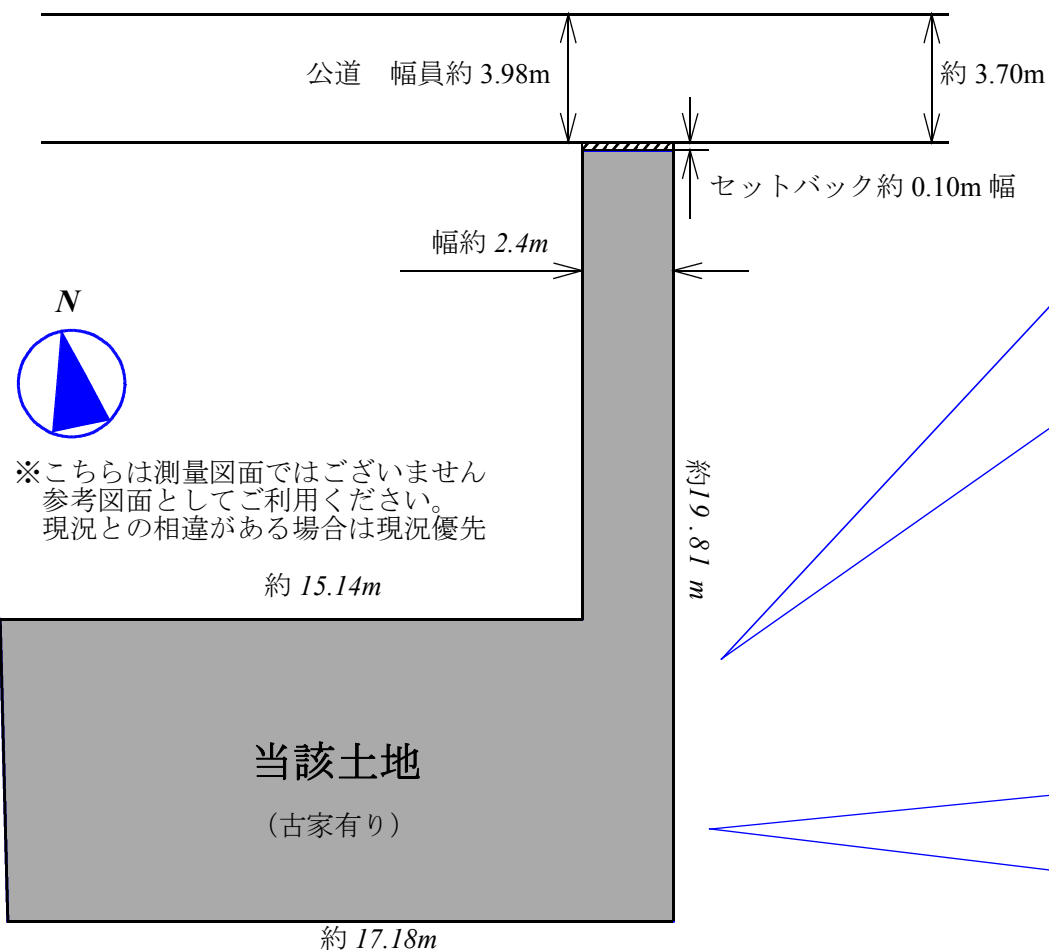 公道　幅員約 3.98m
約 3.70m
セットバック約 0.10m 幅
幅約 2.4m
N
※こちらは測量図面ではございません
参考図面としてご利用ください。
現況との相違がある場合は現況優先
約19.81 m
約 15.14m
当該土地
（古家有り）
約 17.18m